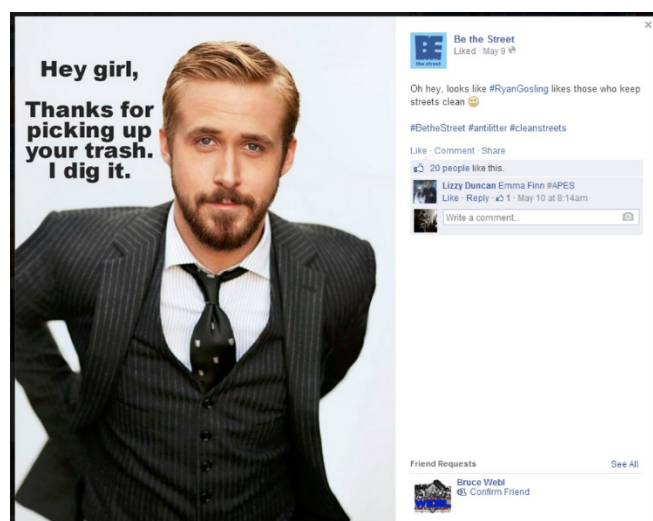 Hey girl,
Thanks for
picking up
your trash.
I dig it.
BE
the street
Be the Street
Liked · May 9
Oh hey, looks like #RyanGosling likes those who keep
streets clean
#BetheStreet #antilitter #cleanstreets
Like · Comment · Share
20 people like this.
Lizzy Duncan Emma Finn #APES
Like · Reply · 1 · May 10 at 8:14am
Write a comment...
Friend Requests
See All
Bruce Webl
Confirm Friend